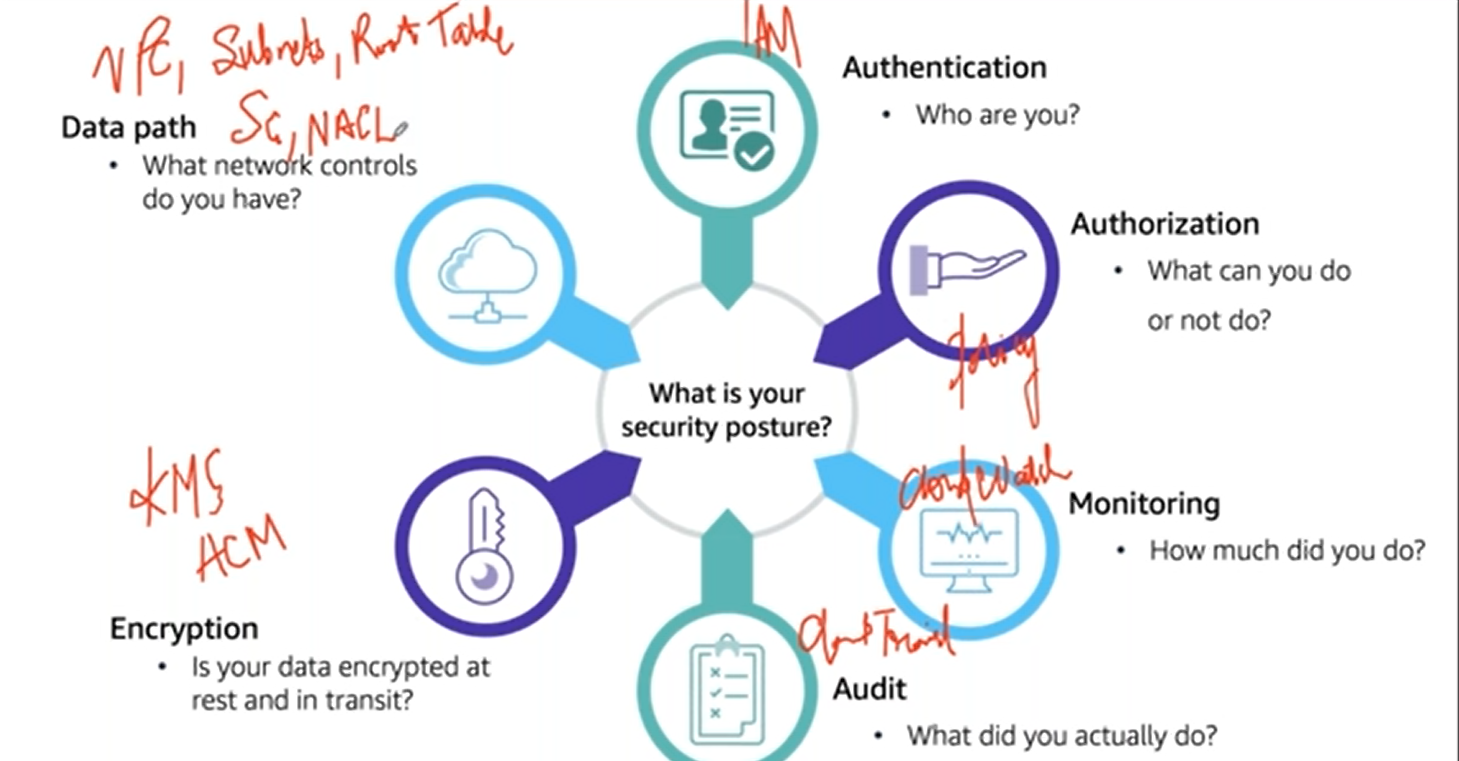 VPC, Subnets, Route Table
SG, NACL
Data path
• What network controls
do you have?
IAM
Authentication
• Who are you?
Authorization
• What can you do
or not do?
Policy
What is your
security posture?
CloudWatch
Monitoring
• How much did you do?
KMS
ACM
Encryption
• Is your data encrypted at
rest and in transit?
CloudTrail
Audit
• What did you actually do?